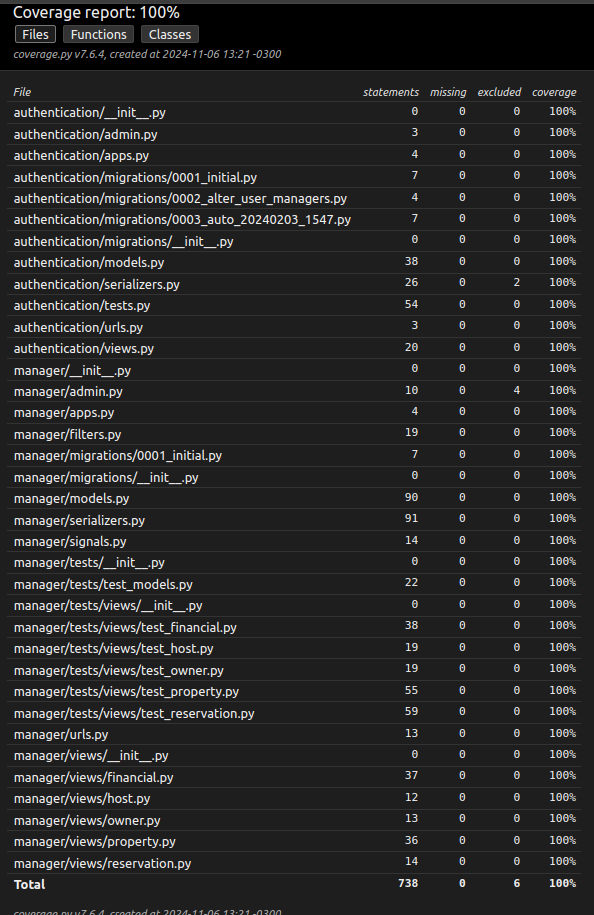 Coverage report: 100%
Files Functions Classes
coverage.py v7.6.4, created at 2024-11-06 13:21 -0300
File statements missing excluded coverage
authentication/__init__.py 0 0 0 100%
authentication/admin.py 3 0 0 100%
authentication/apps.py 4 0 0 100%
authentication/migrations/0001_initial.py 7 0 0 100%
authentication/migrations/0002_alter_user_managers.py 4 0 0 100%
authentication/migrations/0003_auto_20240203_1547.py 7 0 0 100%
authentication/migrations/__init__.py 0 0 0 100%
authentication/models.py 38 0 0 100%
authentication/serializers.py 26 0 2 100%
authentication/tests.py 54 0 0 100%
authentication/urls.py 3 0 0 100%
authentication/views.py 20 0 0 100%
manager/__init__.py 0 0 0 100%
manager/admin.py 10 0 4 100%
manager/apps.py 4 0 0 100%
manager/filters.py 19 0 0 100%
manager/migrations/0001_initial.py 7 0 0 100%
manager/migrations/__init__.py 0 0 0 100%
manager/models.py 90 0 0 100%
manager/serializers.py 91 0 0 100%
manager/signals.py 14 0 0 100%
manager/tests/__init__.py 0 0 0 100%
manager/tests/test_models.py 22 0 0 100%
manager/tests/views/__init__.py 0 0 0 100%
manager/tests/views/test_financial.py 38 0 0 100%
manager/tests/views/test_host.py 19 0 0 100%
manager/tests/views/test_owner.py 19 0 0 100%
manager/tests/views/test_property.py 55 0 0 100%
manager/tests/views/test_reservation.py 59 0 0 100%
manager/urls.py 13 0 0 100%
manager/views/__init__.py 0 0 0 100%
manager/views/financial.py 37 0 0 100%
manager/views/host.py 12 0 0 100%
manager/views/owner.py 13 0 0 100%
manager/views/property.py 36 0 0 100%
manager/views/reservation.py 14 0 0 100%
Total 738 0 6 100%
coverage.py v7.6.4, created at 2024-11-06 13:21 -0300